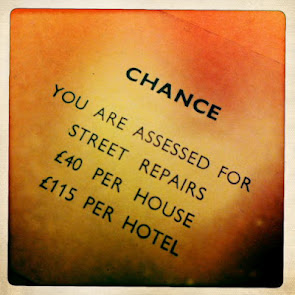 CHANCE
YOU ARE ASSESSED FOR
STREET REPAIRS
£40 PER HOUSE
£115 PER HOTEL